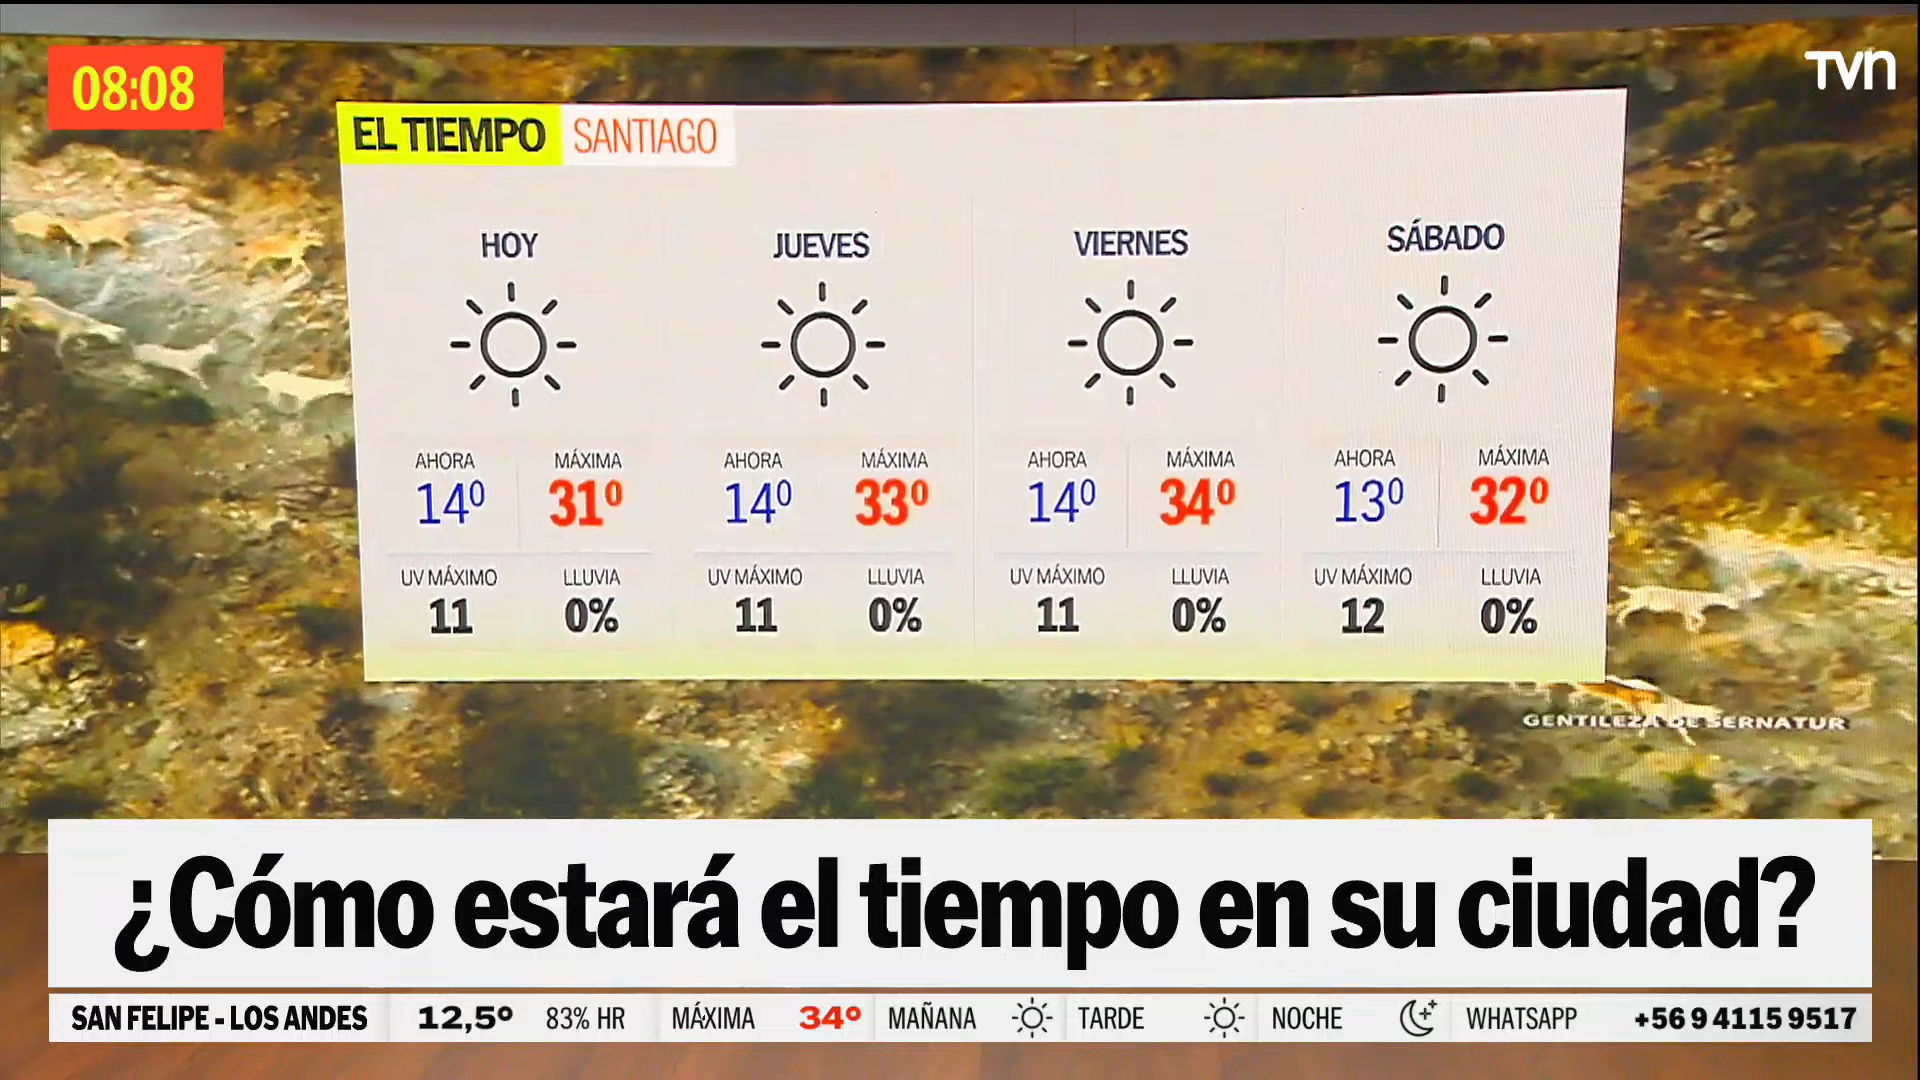 08:08
TVN
EL TIEMPO SANTIAGO
HOY JUEVES VIERNES SÁBADO
AHORA MÁXIMA AHORA MÁXIMA AHORA MÁXIMA AHORA MÁXIMA
14º 31º 14º 33º 14º 34º 13º 32º
UV MÁXIMO LLUVIA UV MÁXIMO LLUVIA UV MÁXIMO LLUVIA UV MÁXIMO LLUVIA
11 0% 11 0% 11 0% 12 0%
GENTILEZA DE SERNATUR
¿Cómo estará el tiempo en su ciudad?
SAN FELIPE - LOS ANDES 12,5º 83% HR MÁXIMA 34º MAÑANA TARDE NOCHE WHATSAPP +56 9 4115 9517